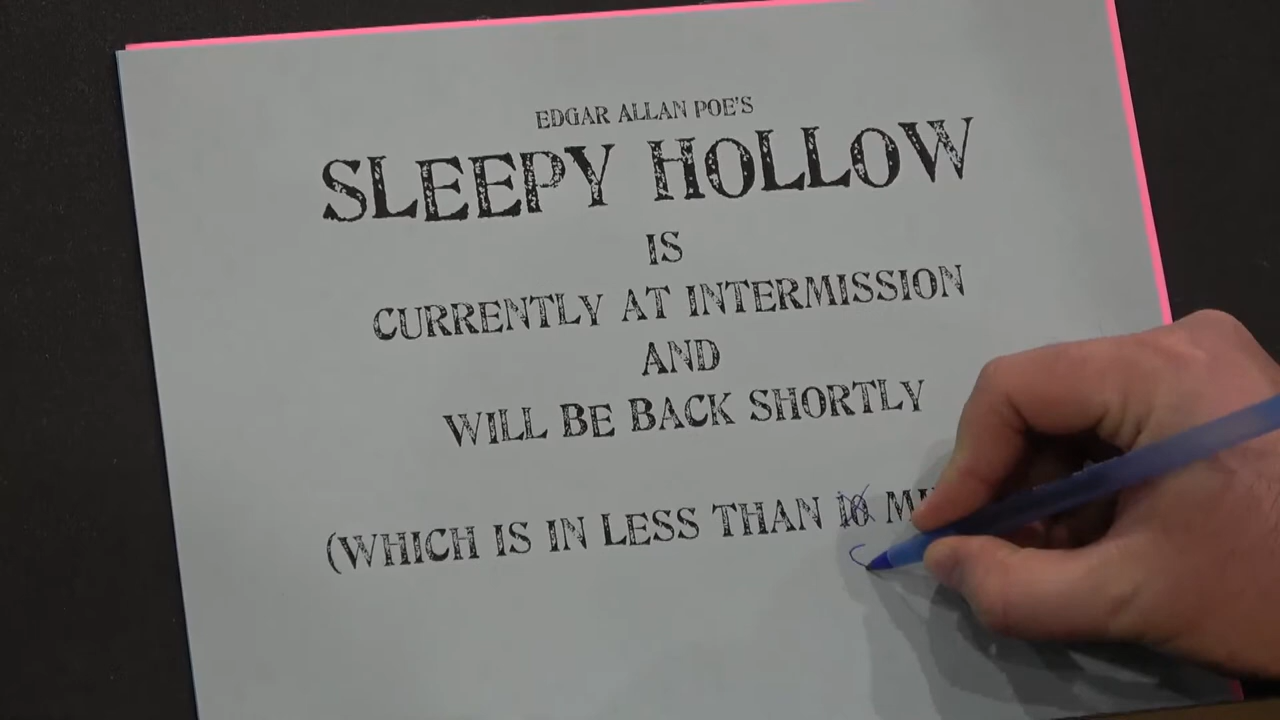 EDGAR ALLAN POE'S
SLEEPY HOLLOW
IS
CURRENTLY AT INTERMISSION
AND
WILL BE BACK SHORTLY
(WHICH IS IN LESS THAN 10